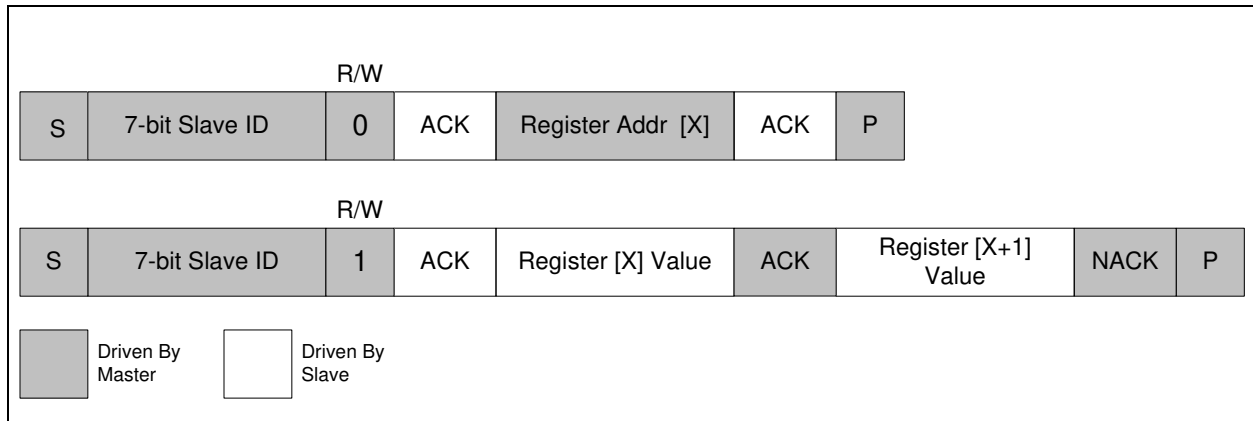 R/W
S 7-bit Slave ID 0 ACK Register Addr [X] ACK P
R/W
S 7-bit Slave ID 1 ACK Register [X] Value ACK Register [X+1] Value NACK P
Driven By Master
Driven By Slave